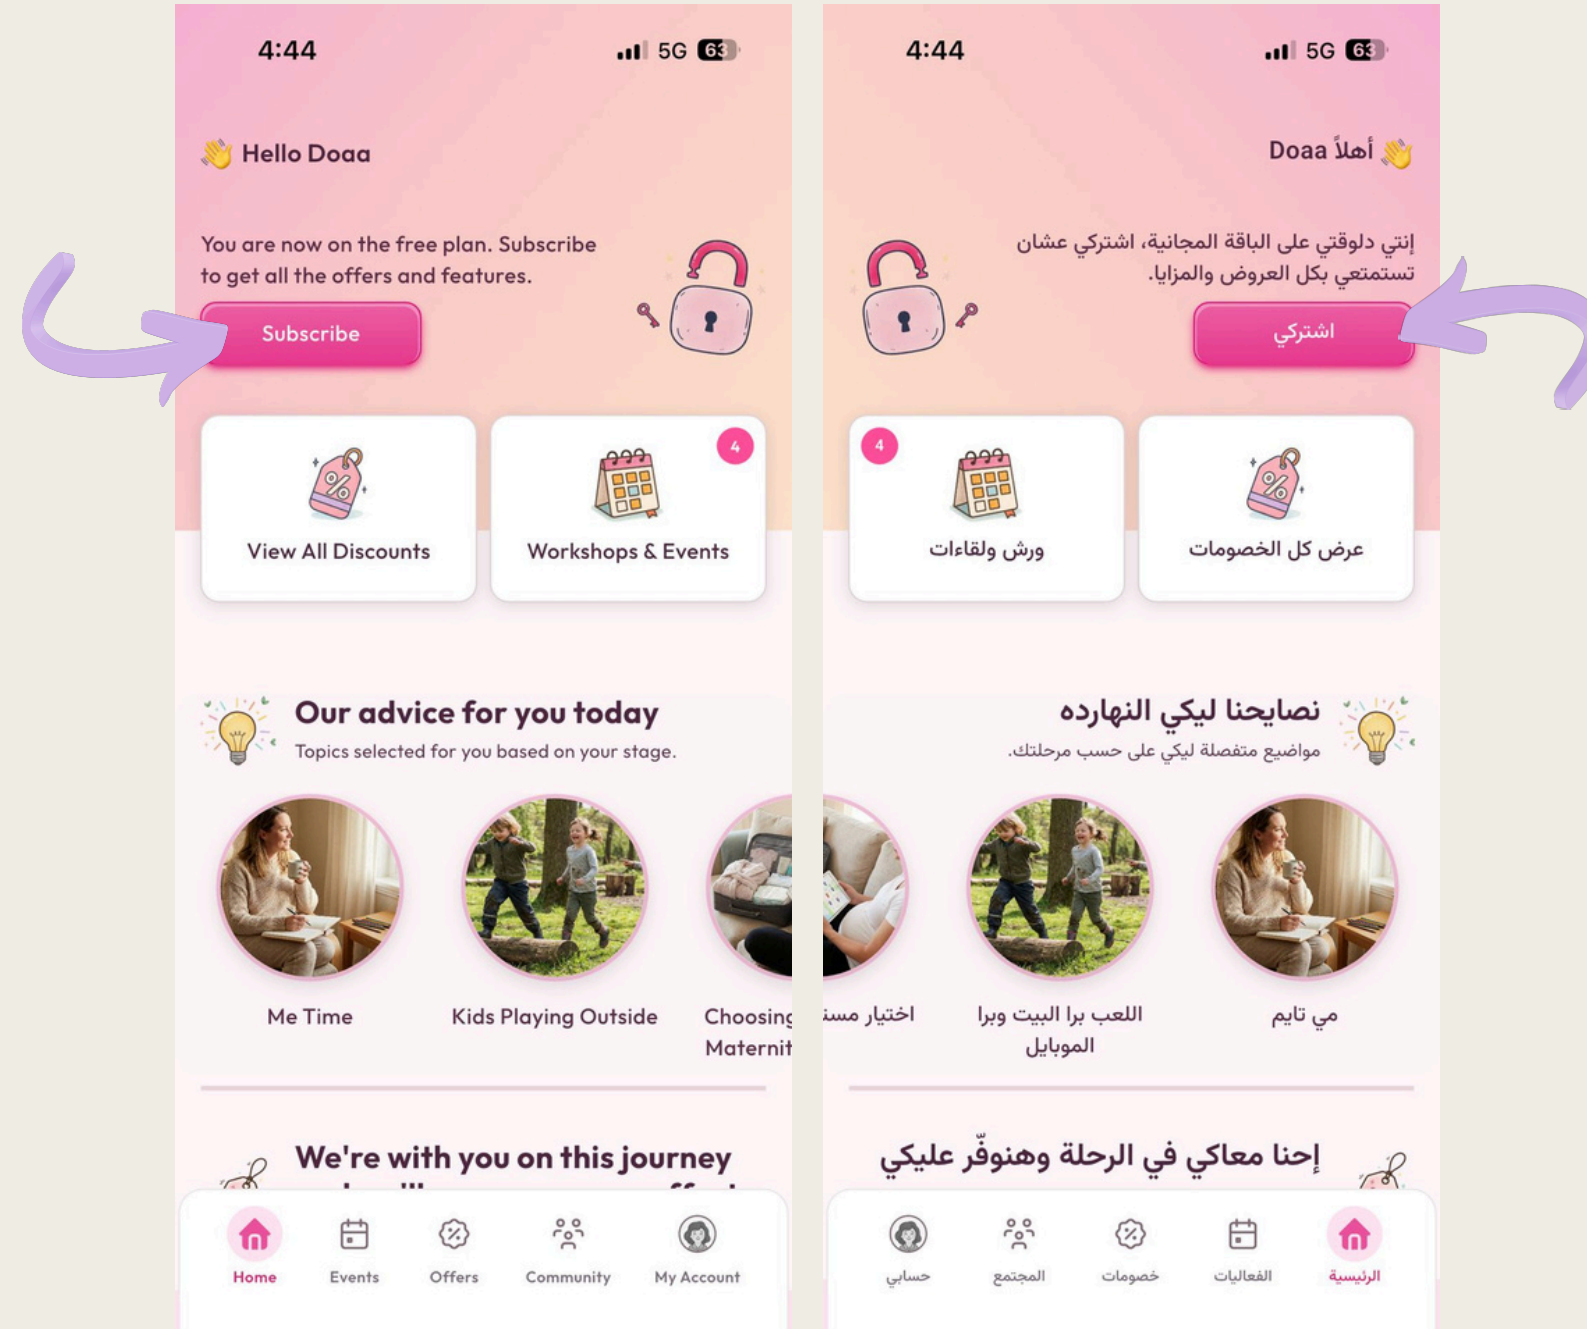 4:44
5G 63
Hello Doaa
You are now on the free plan. Subscribe
to get all the offers and features.
Subscribe
4
View All Discounts
Workshops & Events
Our advice for you today
Topics selected for you based on your stage.
Me Time
Kids Playing Outside
Choosing
Maternit
We're with you on this journey
Home
Events
Offers
Community
My Account
4:44
5G 63
أهلاً Doaa
إنتي دلوقتي على الباقة المجانية، اشتركي عشان
تستمتعي بكل العروض والمزايا.
اشتركي
4
عرض كل الخصومات
ورش ولقاءات
نصايحنا ليكي النهارده
مواضيع متفصلة ليكي على حسب مرحلتك.
مي تايم
اللعب برا البيت وبرا
الموبايل
اختيار مسن
إحنا معاكي في الرحلة وهنوفّر عليكي
الرئيسية
الفعاليات
خصومات
المجتمع
حسابي